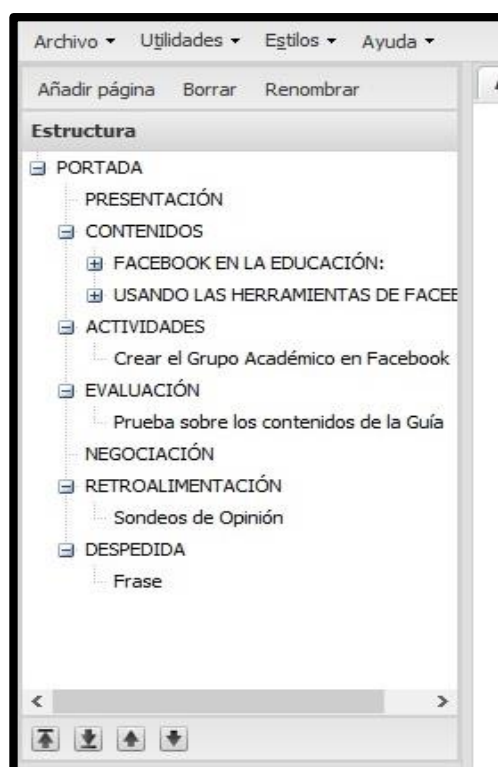 Archivo Utilidades Estilos Ayuda
Añadir página Borrar Renombrar
Estructura
PORTADA
PRESENTACIÓN
CONTENIDOS
FACEBOOK EN LA EDUCACIÓN:
USANDO LAS HERRAMIENTAS DE
ACTIVIDADES
Crear el Grupo Académico en Facebook
EVALUACIÓN
Prueba sobre los contenidos de la Guía
NEGOCIACIÓN
RETROALIMENTACIÓN
Sondeos de Opinión
DESPEDIDA
Frase